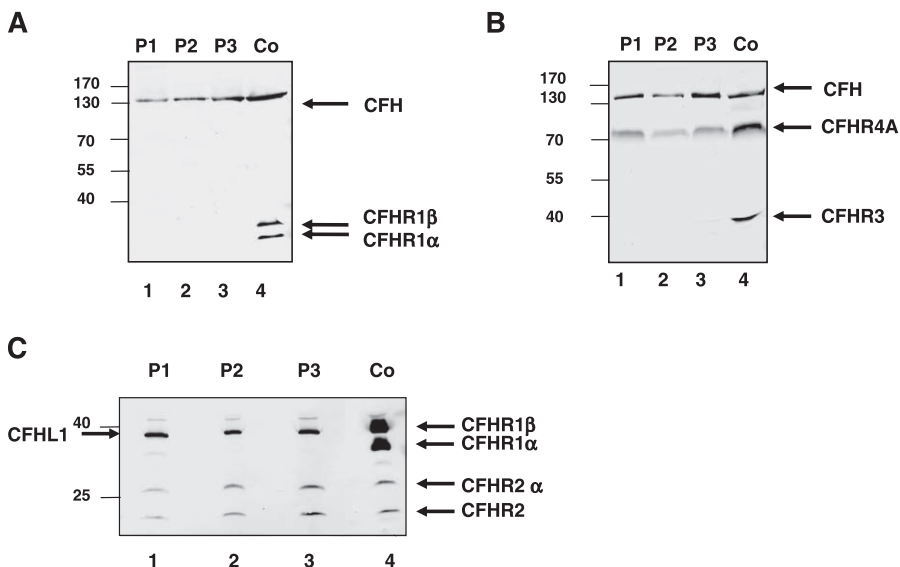 A
P1 P2 P3 Co
170
130
70
55
40
CFH
CFHR1β
CFHR1α
1 2 3 4
B
P1 P2 P3 Co
170
130
70
55
40
CFH
CFHR4A
CFHR3
1 2 3 4
C
P1 P2 P3 Co
CFHL1
40
25
CFHR1β
CFHR1α
CFHR2 α
CFHR2
1 2 3 4